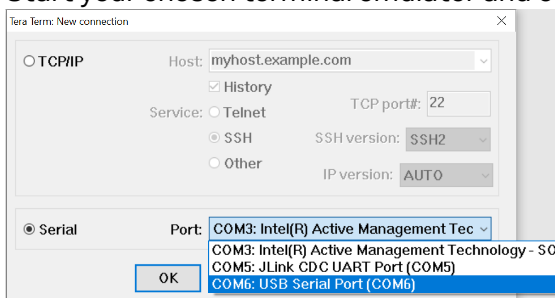 Start your chosen terminal emulator and
Tera Term: New connection
TCP/IP
Host: myhost.example.com
History
Service: Telnet
TCP port#: 22
SSH
SSH version: SSH2
Other
IP version: AUTO
Serial
Port: COM3: Intel(R) Active Management Tec
COM3: Intel(R) Active Management Technology - SO
COM5: JLink CDC UART Port (COM5)
COM6: USB Serial Port (COM6)
OK